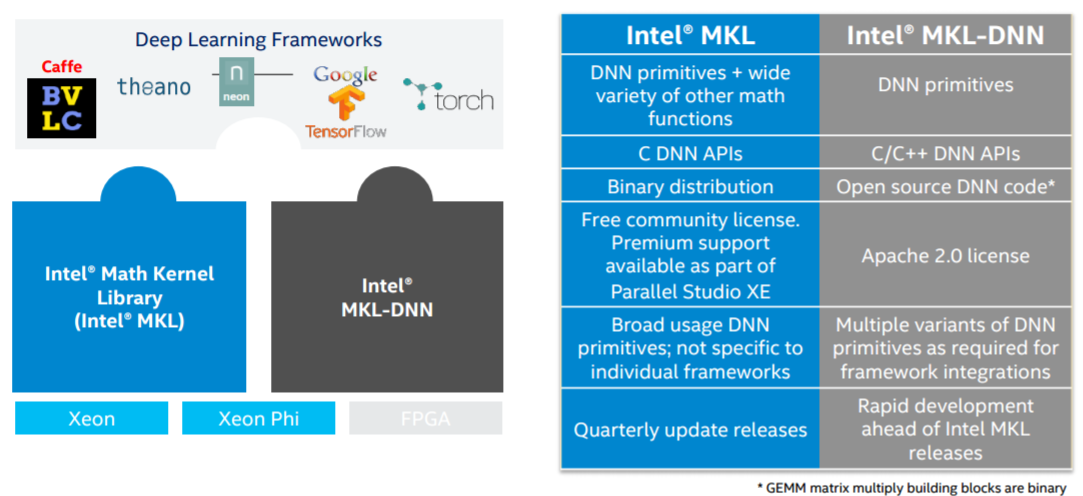 Deep Learning Frameworks
Caffe
BV
LC
theano
n
neon
Google
TensorFlow
torch
Intel® Math Kernel
Library
(Intel® MKL)
Intel®
MKL-DNN
Xeon
Xeon Phi
FPGA
Intel® MKL
Intel® MKL-DNN
DNN primitives + wide
variety of other math
functions
DNN primitives
C DNN APIs
C/C++ DNN APIs
Binary distribution
Open source DNN code*
Free community license.
Premium support
available as part of
Parallel Studio XE
Apache 2.0 license
Broad usage DNN
primitives; not specific to
individual frameworks
Multiple variants of DNN
primitives as required for
framework integrations
Quarterly update releases
Rapid development
ahead of Intel MKL
releases
* GEMM matrix multiply building blocks are binary